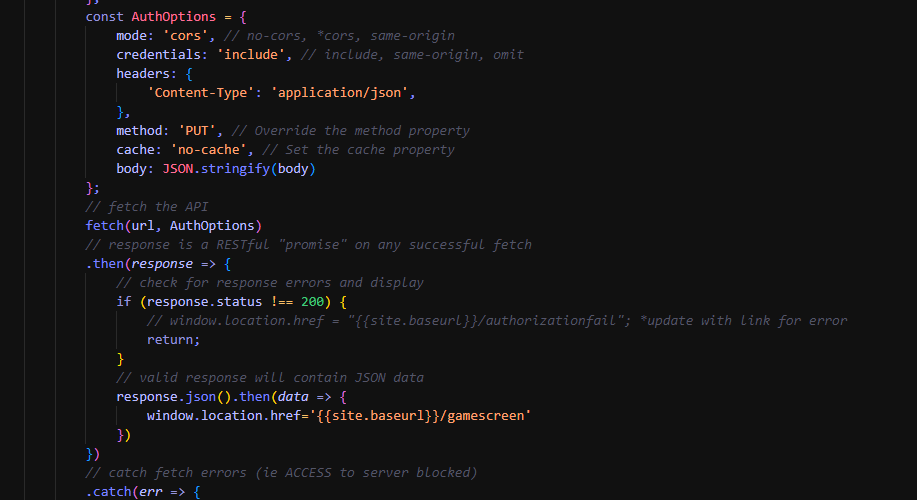 };
const AuthOptions = {
mode: 'cors', // no-cors, *cors, same-origin
credentials: 'include', // include, same-origin, omit
headers: {
'Content-Type': 'application/json',
},
method: 'PUT', // Override the method property
cache: 'no-cache', // Set the cache property
body: JSON.stringify(body)
};
// fetch the API
fetch(url, AuthOptions)
// response is a RESTful "promise" on any successful fetch
.then(response => {
// check for response errors and display
if (response.status !== 200) {
// window.location.href = "{{site.baseurl}}/authorizationfail"; *update with link for error
return;
}
// valid response will contain JSON data
response.json().then(data => {
window.location.href='{{site.baseurl}}/gamescreen'
})
})
// catch fetch errors (ie ACCESS to server blocked)
.catch(err => {